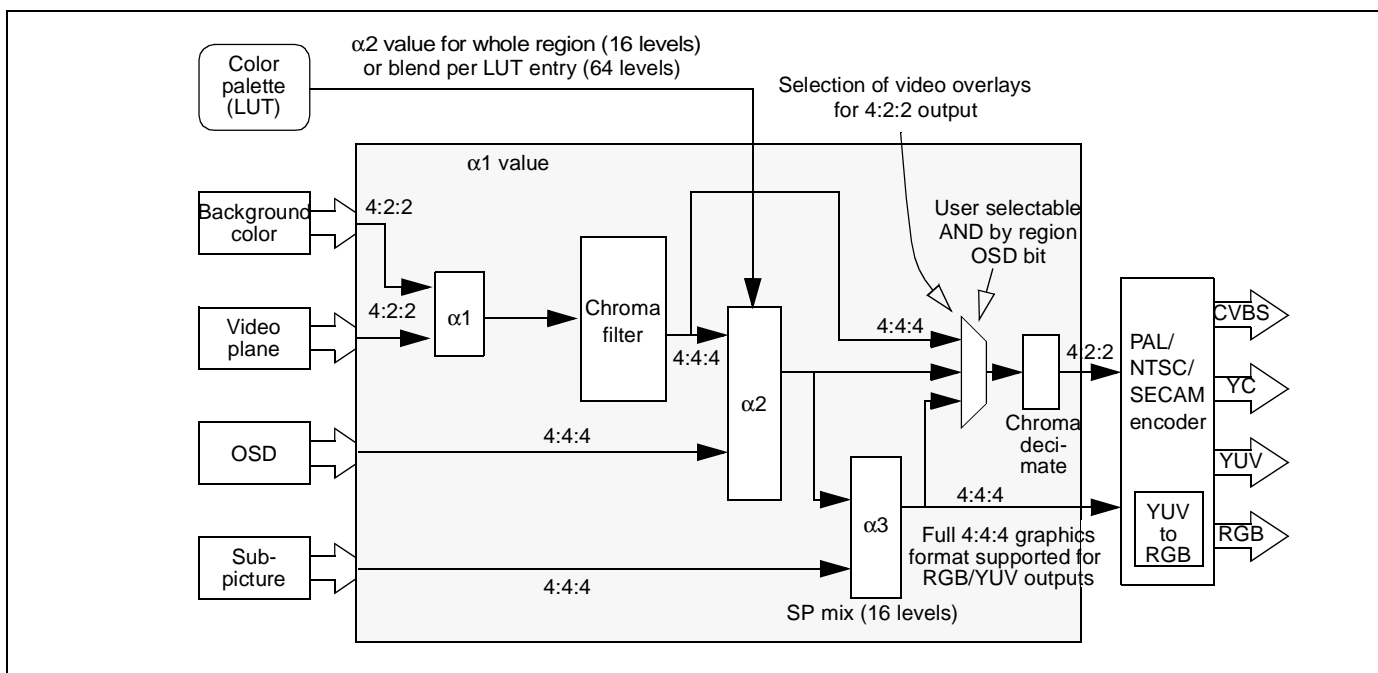 α2 value for whole region (16 levels)
or blend per LUT entry (64 levels)
Color
palette
(LUT)
Selection of video overlays
for 4:2:2 output
α1 value
Background
color
4:2:2
User selectable
AND by region
OSD bit
Video
plane
4:2:2
α1
Chroma
filter
4:4:4
α2
4:4:4
4:2:2
Chroma
deci-
mate
PAL/
NTSC/
SECAM
encoder
CVBS
YC
YUV
RGB
OSD
4:4:4
α3
4:4:4
Full 4:4:4 graphics
format supported for
RGB/YUV outputs
YUV
to
RGB
Sub-
picture
4:4:4
SP mix (16 levels)